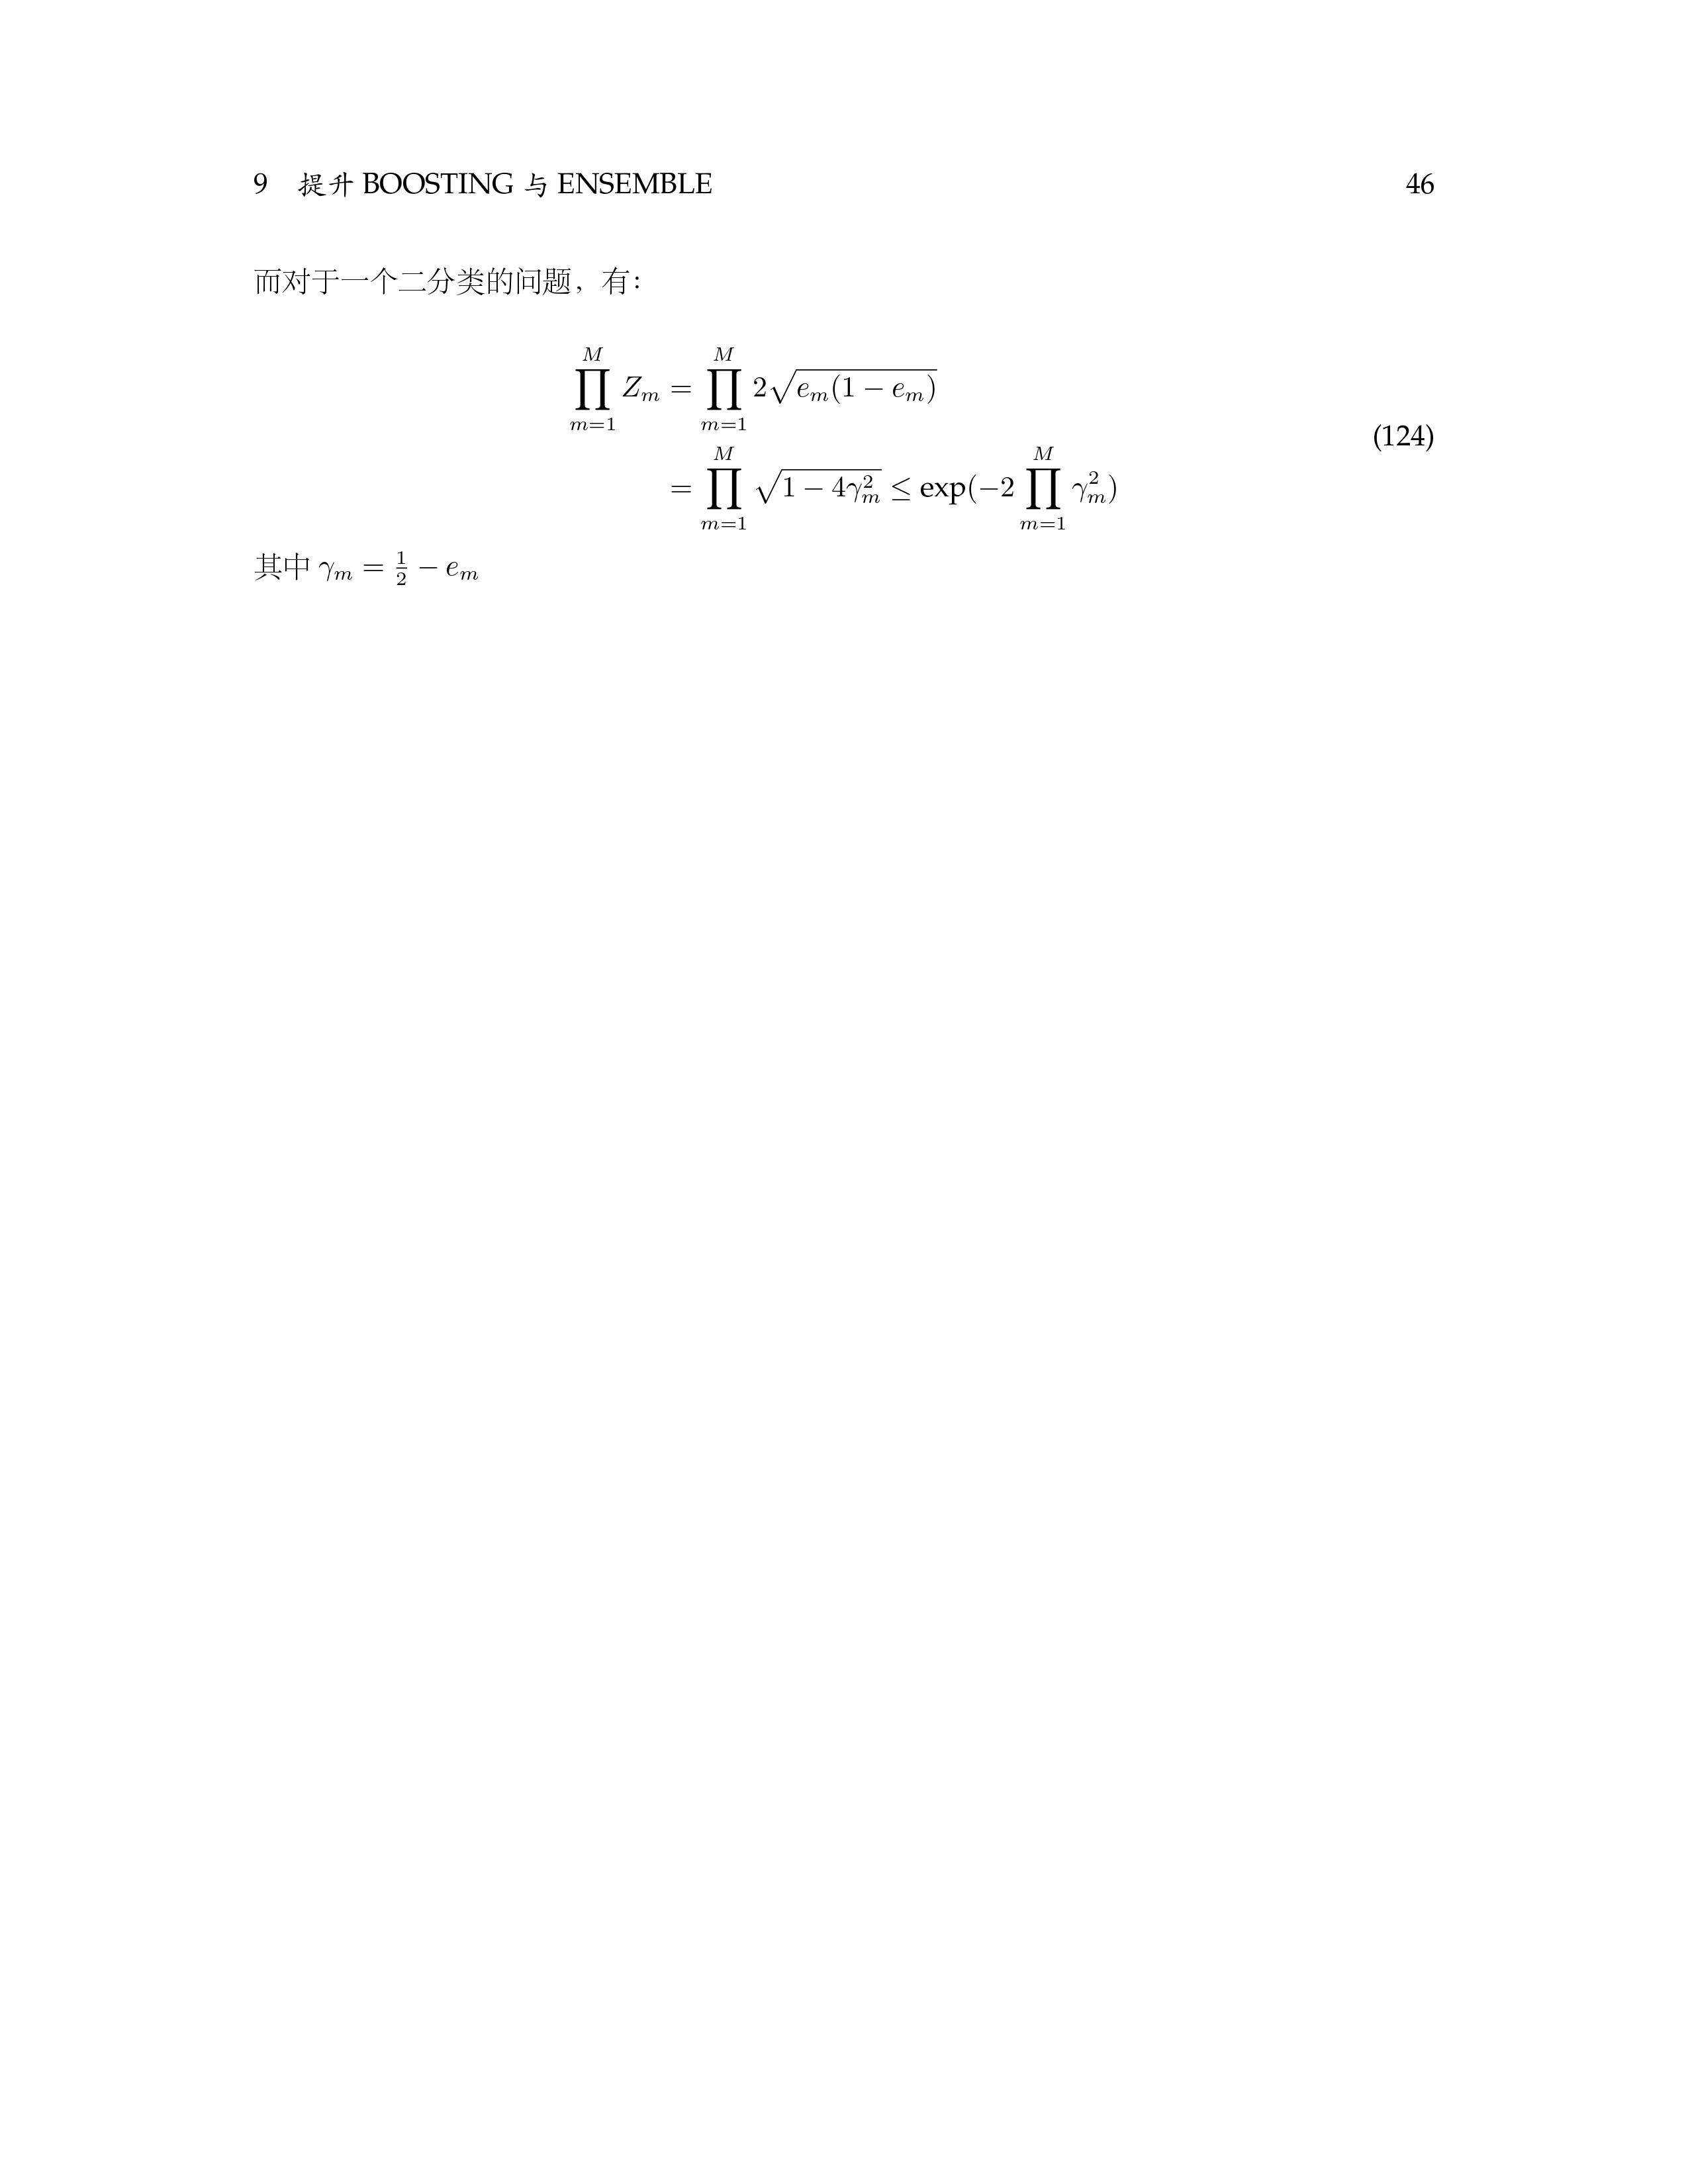 9 提升 BOOSTING 与 ENSEMBLE 46
而对于一个二分类的问题，有：
$$\prod_{m=1}^{M} Z_m = \prod_{m=1}^{M} 2\sqrt{e_m(1-e_m)}$$
$$= \prod_{m=1}^{M} \sqrt{1-4\gamma_m^2} \leq \exp(-2\prod_{m=1}^{M} \gamma_m^2)$$ (124)
其中 $\gamma_m = \frac{1}{2} - e_m$